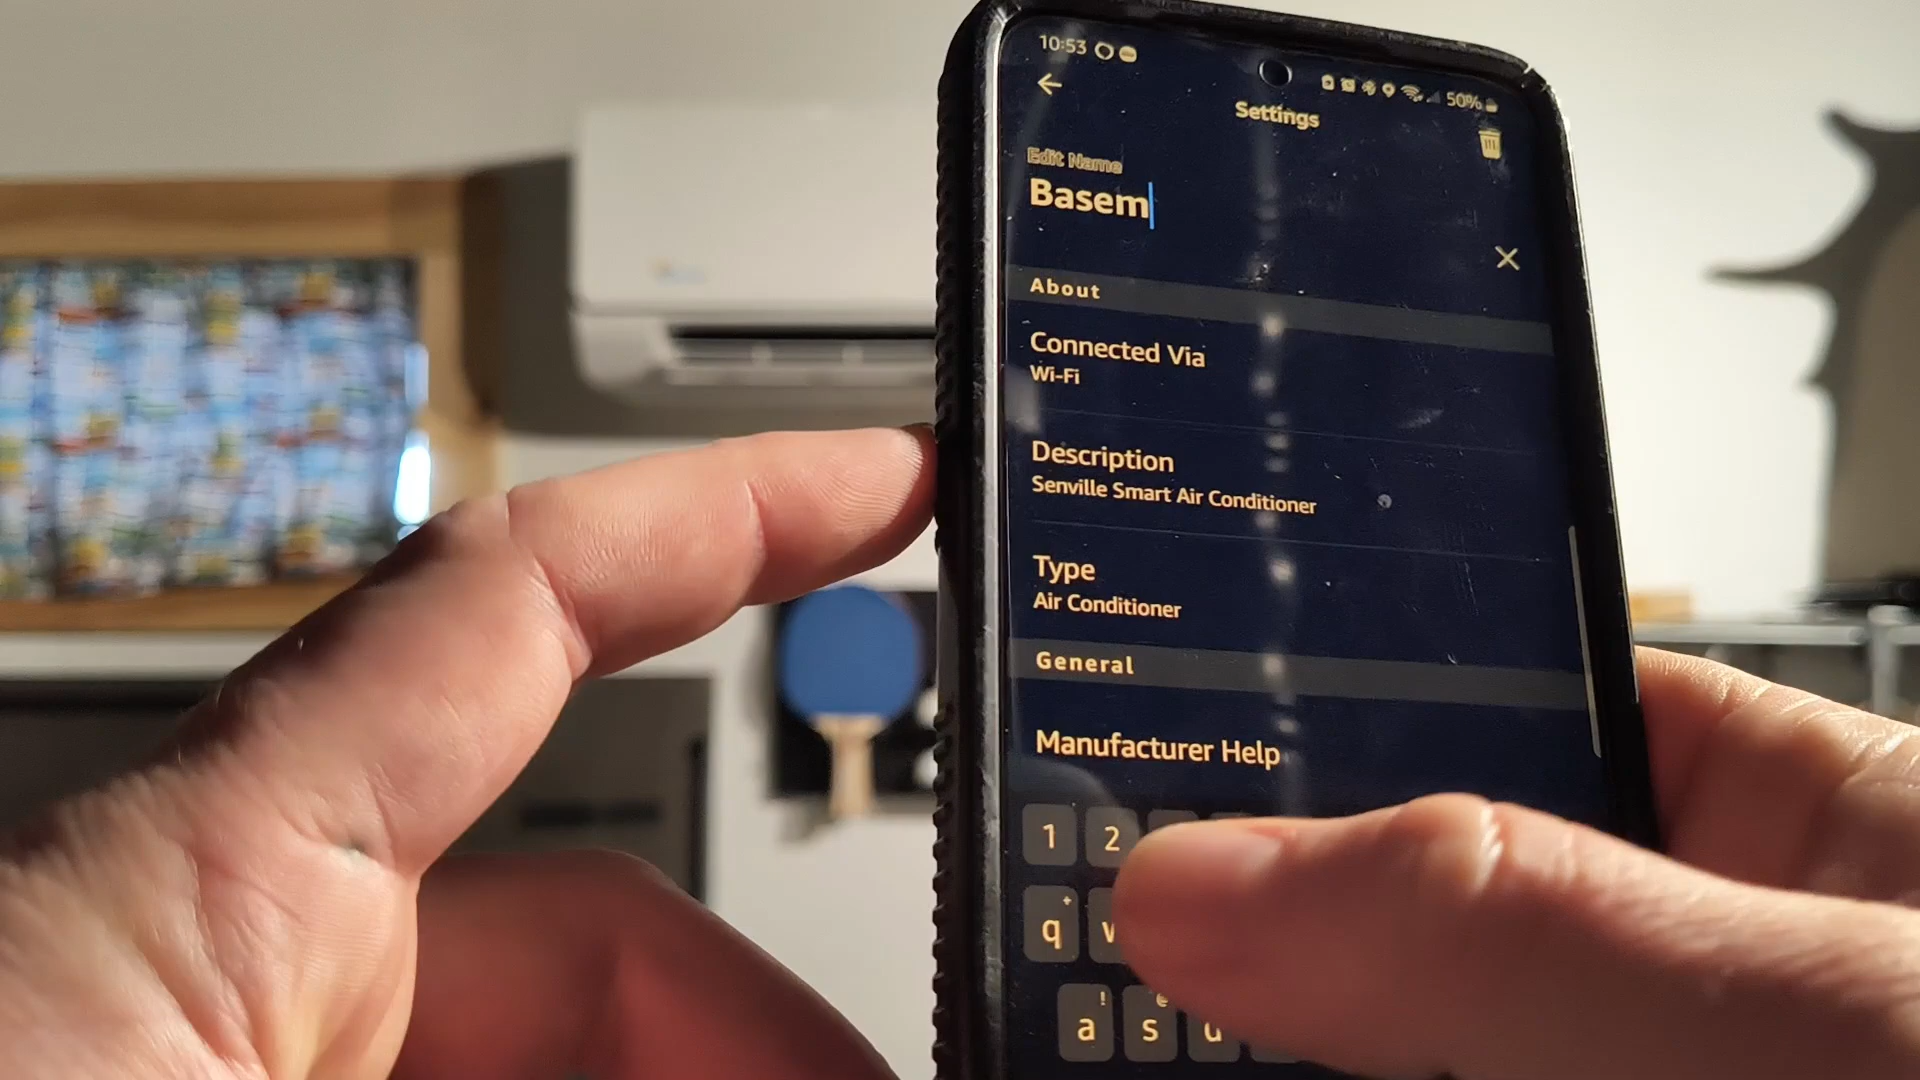 10:53
50%
Settings
Edit Name
Basem
About
Connected Via
Wi-Fi
Description
Senville Smart Air Conditioner
Type
Air Conditioner
General
Manufacturer Help
1 2
q w
a s